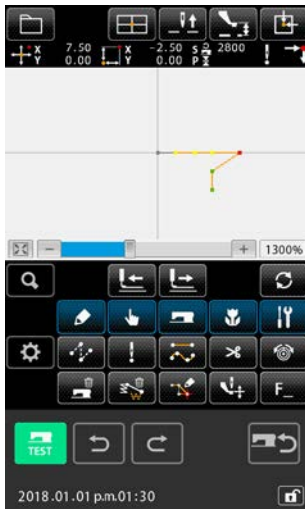 X 7.50 X -2.50 S 2800
Y 0.00 Y 0.00 P
1300%
W
F_
TEST
2018.01.01 p.m.01:30